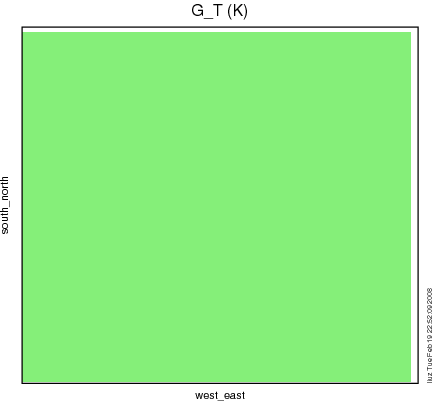 G_T (K)
south_north
west_east
liuz Tue Feb 19 22:52:09 2008